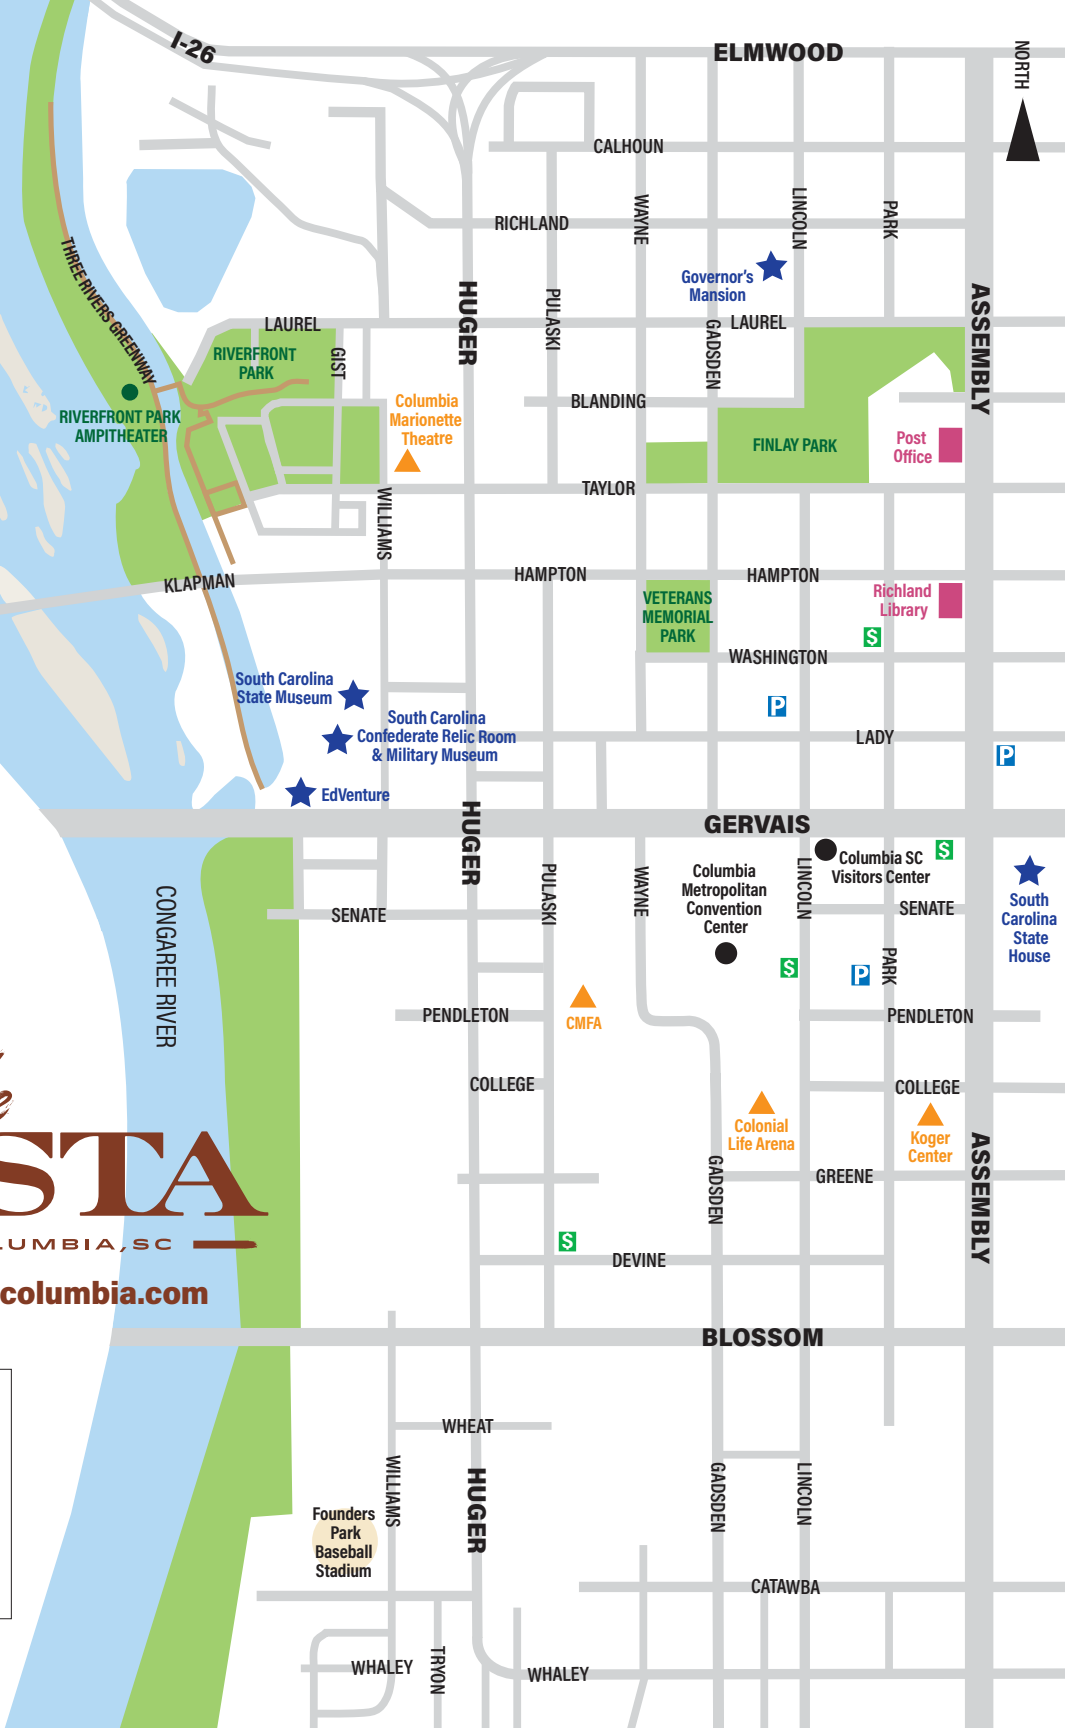 I-26
ELMWOOD
NORTH
CALHOUN
RICHLAND
WAYNE
LINCOLN
PARK
THREE RIVERS GREENWAY
Governor's
Mansion
HUGER
PULASKI
ASSEMBLY
LAUREL
LAUREL
GADSDEN
RIVERFRONT
PARK
GIST
RIVERFRONT PARK
AMPITHEATER
Columbia
Marionette
Theatre
BLANDING
FINLAY PARK
Post
Office
TAYLOR
WILLIAMS
KLAPMAN
HAMPTON
HAMPTON
VETERANS
MEMORIAL
PARK
Richland
Library
$
WASHINGTON
South Carolina
State Museum
P
South Carolina
Confederate Relic Room
& Military Museum
LADY
P
EdVenture
HUGER
GERVAIS
Columbia SC
Visitors Center
$
Columbia
Metropolitan
Convention
Center
PULASKI
WAYNE
LINCOLN
South
Carolina
State
House
CONGAREE RIVER
SENATE
SENATE
$
P
PARK
PENDLETON
CMFA
PENDLETON
COLLEGE
COLLEGE
Colonial
Life Arena
Koger
Center
STA
GADSDEN
GREENE
ASSEMBLY
LUMBIA, SC
$
DEVINE
columbia.com
BLOSSOM
WHEAT
WILLIAMS
HUGER
GADSDEN
LINCOLN
Founders
Park
Baseball
Stadium
CATAWBA
WHALEY
TRYON
WHALEY